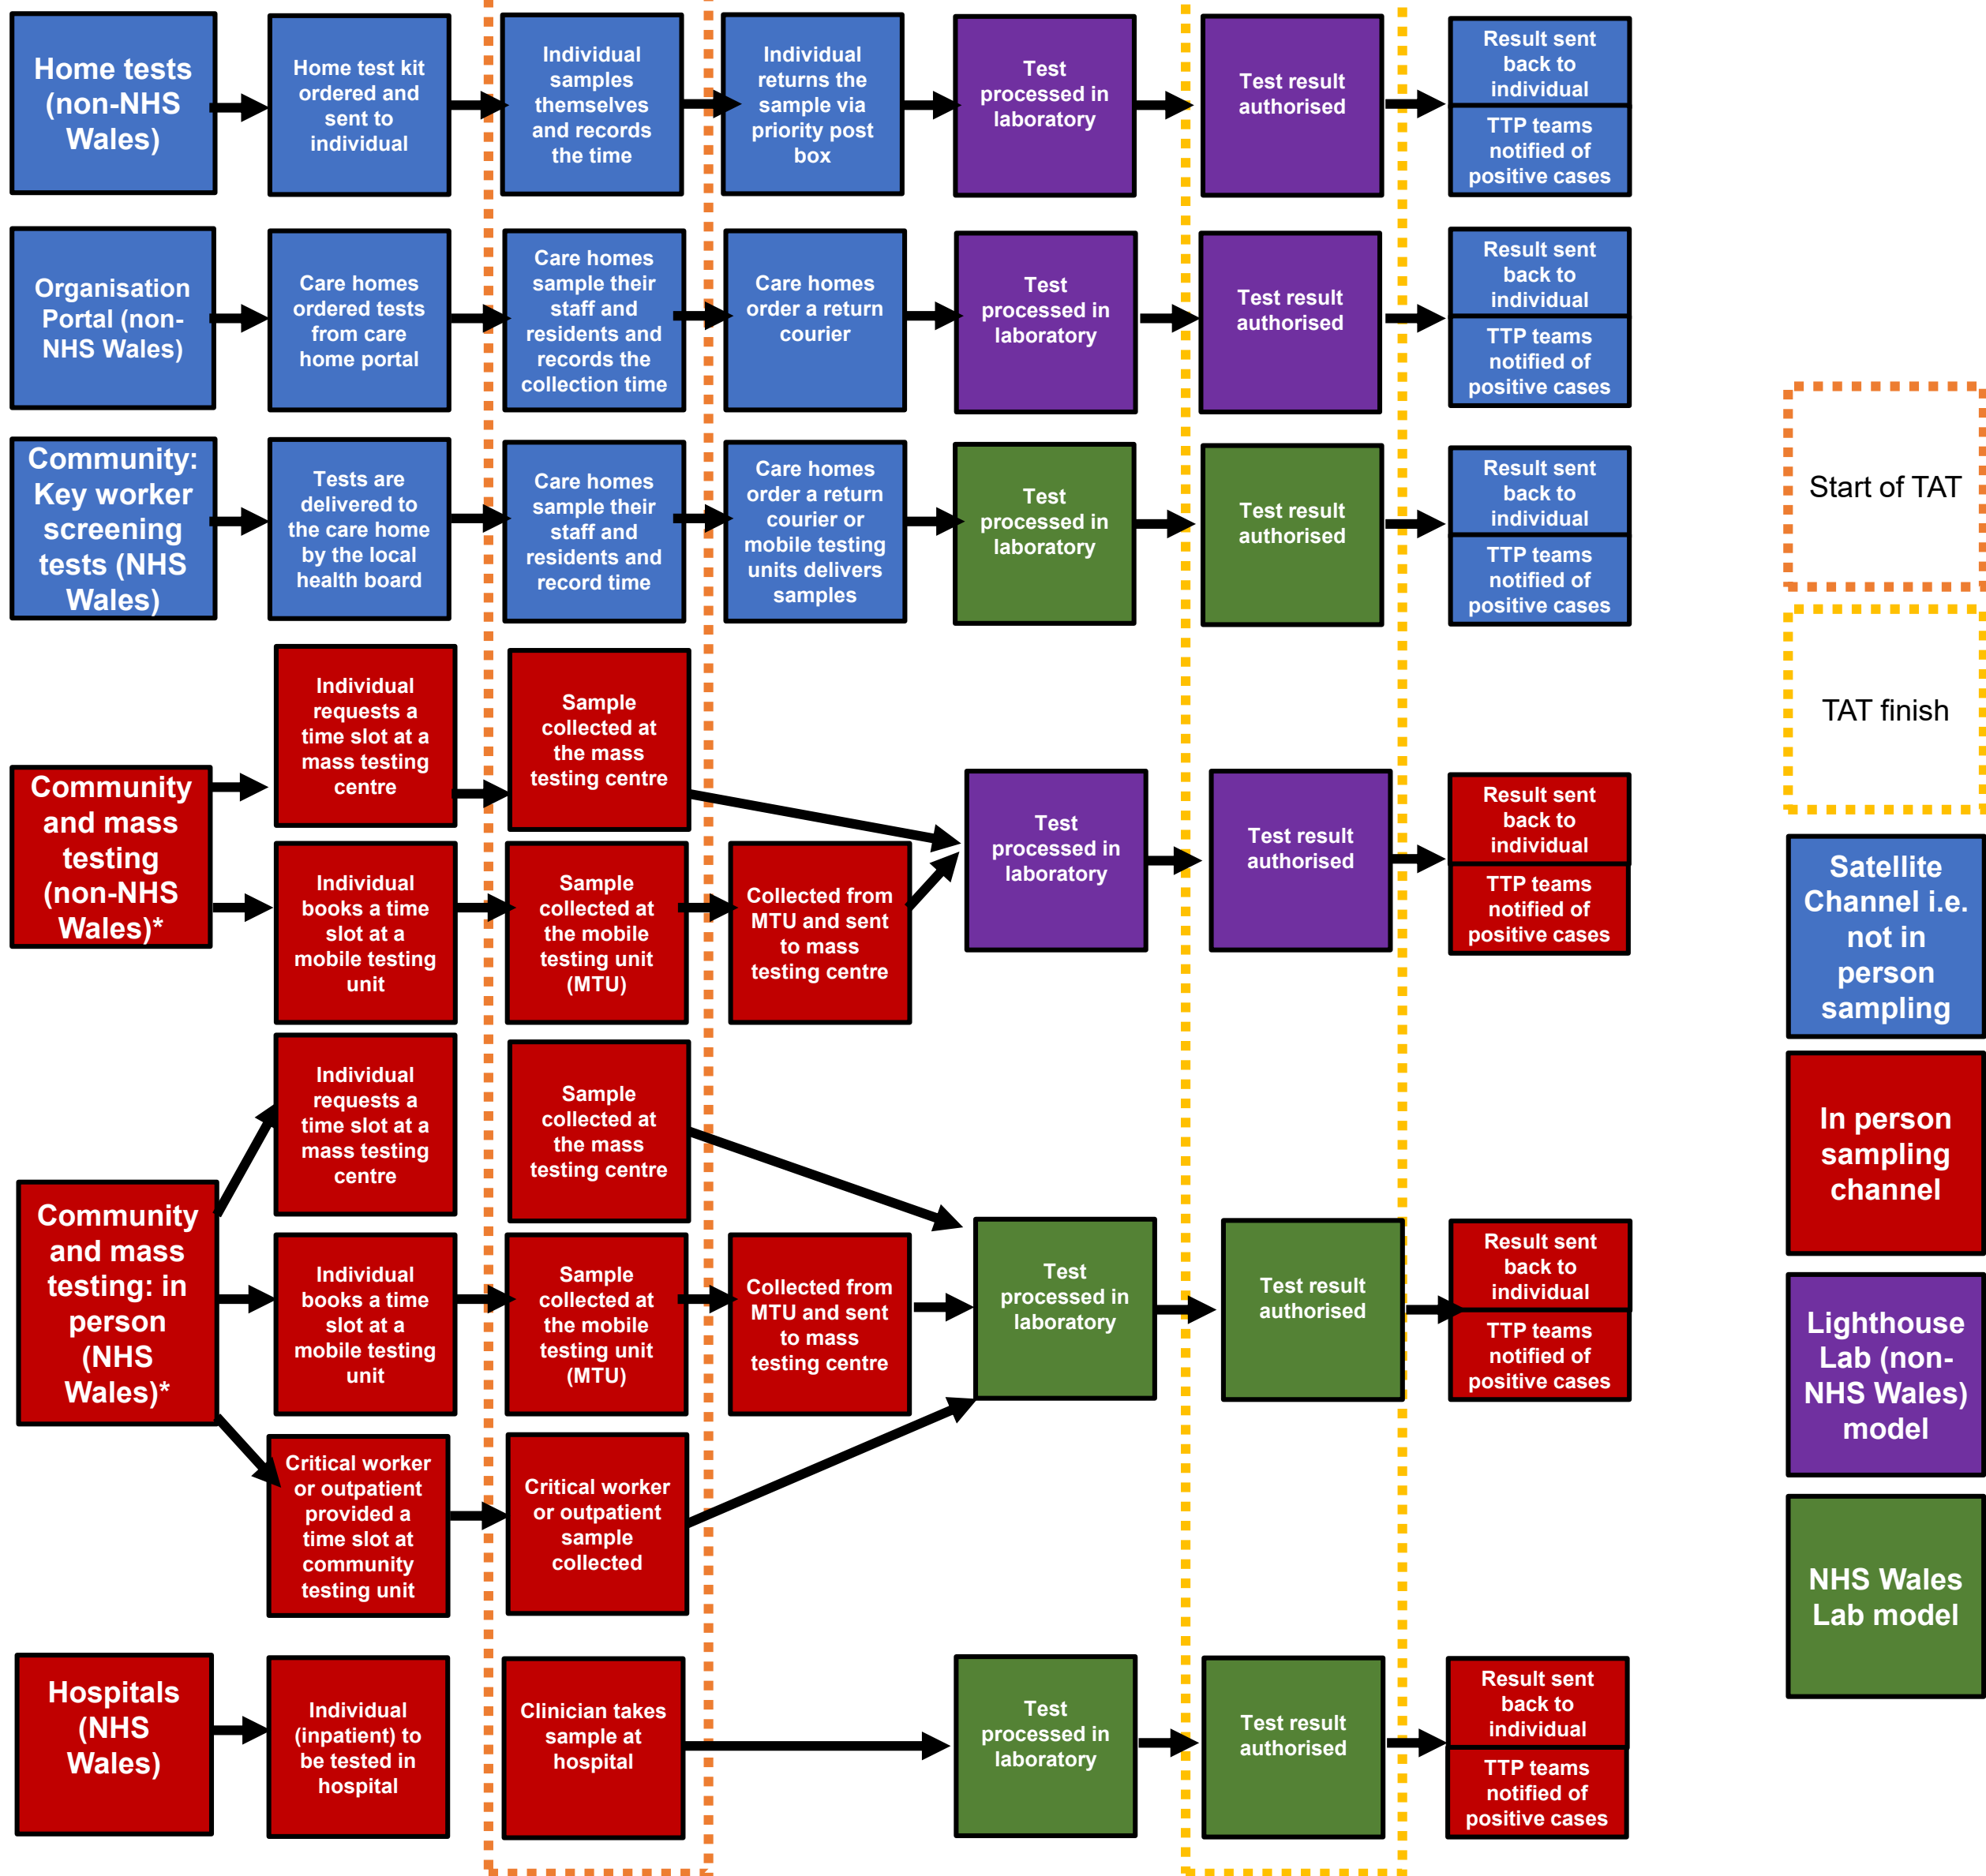 Home tests
(non-NHS
Wales)
Home test kit
ordered and
sent to
individual
Individual
samples
themselves
and records
the time
Individual
returns the
sample via
priority post
box
Test
processed in
laboratory
Test result
authorised
Result sent
back to
individual
TTP teams
notified of
positive cases
Organisation
Portal (non-
NHS Wales)
Care homes
ordered tests
from care
home portal
Care homes
sample their
staff and
residents and
records the
collection time
Care homes
order a return
courier
Test
processed in
laboratory
Test result
authorised
Result sent
back to
individual
TTP teams
notified of
positive cases
Community:
Key worker
screening
tests (NHS
Wales)
Tests are
delivered to
the care home
by the local
health board
Care homes
sample their
staff and
residents and
record time
Care homes
order a return
courier or
mobile testing
units delivers
samples
Test
processed in
laboratory
Test result
authorised
Result sent
back to
individual
TTP teams
notified of
positive cases
Community
and mass
testing
(non-NHS
Wales)*
Individual
requests a
time slot at a
mass testing
centre
Sample
collected at
the mass
testing centre
Individual
books a time
slot at a
mobile testing
unit
Sample
collected at
the mobile
testing unit
(MTU)
Collected from
MTU and sent
to mass
testing centre
Test
processed in
laboratory
Test result
authorised
Result sent
back to
individual
TTP teams
notified of
positive cases
Community
and mass
testing: in
person
(NHS
Wales)*
Individual
requests a
time slot at a
mass testing
centre
Sample
collected at
the mass
testing centre
Individual
books a time
slot at a
mobile testing
unit
Sample
collected at
the mobile
testing unit
(MTU)
Collected from
MTU and sent
to mass
testing centre
Critical worker
or outpatient
provided a
time slot at
community
testing unit
Critical worker
or outpatient
sample
collected
Test
processed in
laboratory
Test result
authorised
Result sent
back to
individual
TTP teams
notified of
positive cases
Hospitals
(NHS
Wales)
Individual
(inpatient) to
be tested in
hospital
Clinician takes
sample at
hospital
Test
processed in
laboratory
Test result
authorised
Result sent
back to
individual
TTP teams
notified of
positive cases
Start of TAT
TAT finish
Satellite
Channel i.e.
not in
person
sampling
In person
sampling
channel
Lighthouse
Lab (non-
NHS Wales)
model
NHS Wales
Lab model